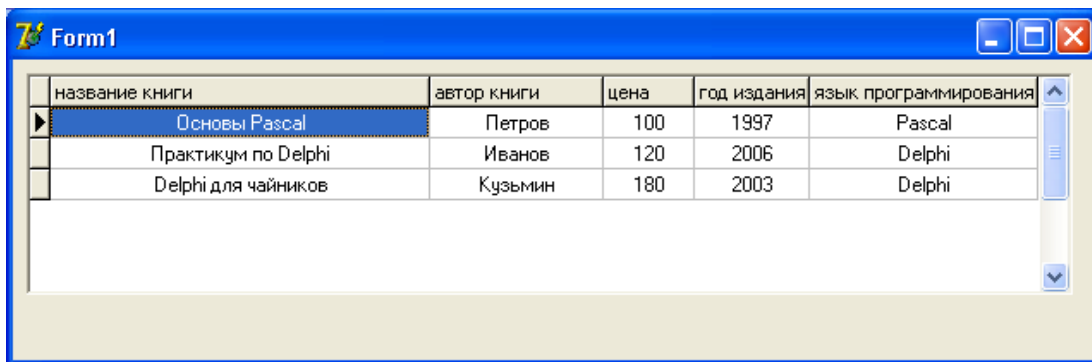 Form1
название книги автор книги цена год издания язык программирования
Основы Pascal Петров 100 1997 Pascal
Практикум по Delphi Иванов 120 2006 Delphi
Delphi для чайников Кузьмин 180 2003 Delphi